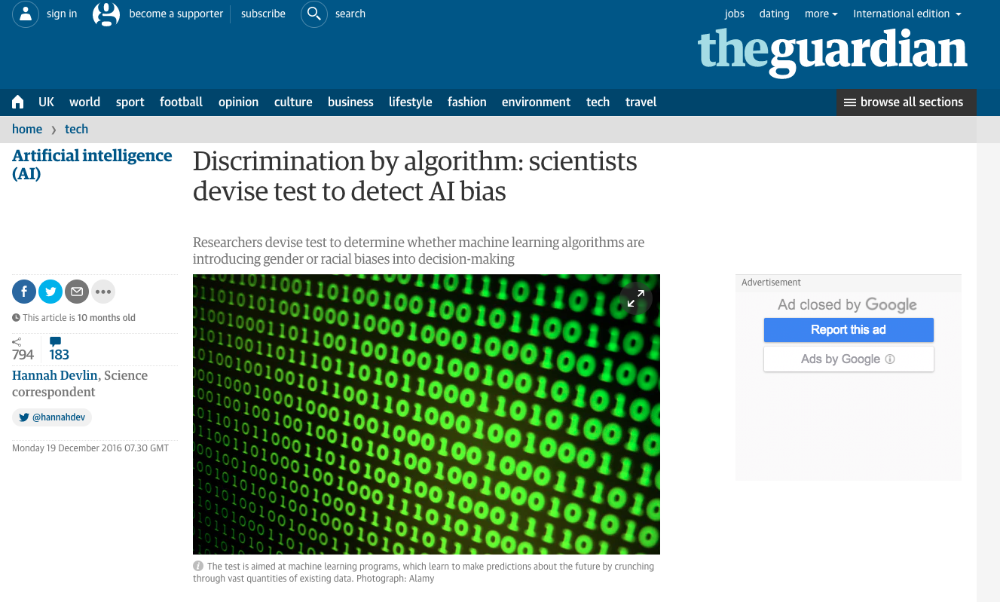 sign in
become a supporter
subscribe
search
jobs
dating
more
International edition
theguardian
UK world sport football opinion culture business lifestyle fashion environment tech travel
browse all sections
home
tech
Artificial intelligence
(AI)
Discrimination by algorithm: scientists
devise test to detect AI bias
Researchers devise test to determine whether machine learning algorithms are
introducing gender or racial biases into decision-making
This article is 10 months old
794
183
Hannah Devlin, Science
correspondent
@hannahdev
Monday 19 December 2016 07.30 GMT
Advertisement
Ad closed by Google
Report this ad
Ads by Google
The test is aimed at machine learning programs, which learn to make predictions about the future by crunching
through vast quantities of existing data. Photograph: Alamy